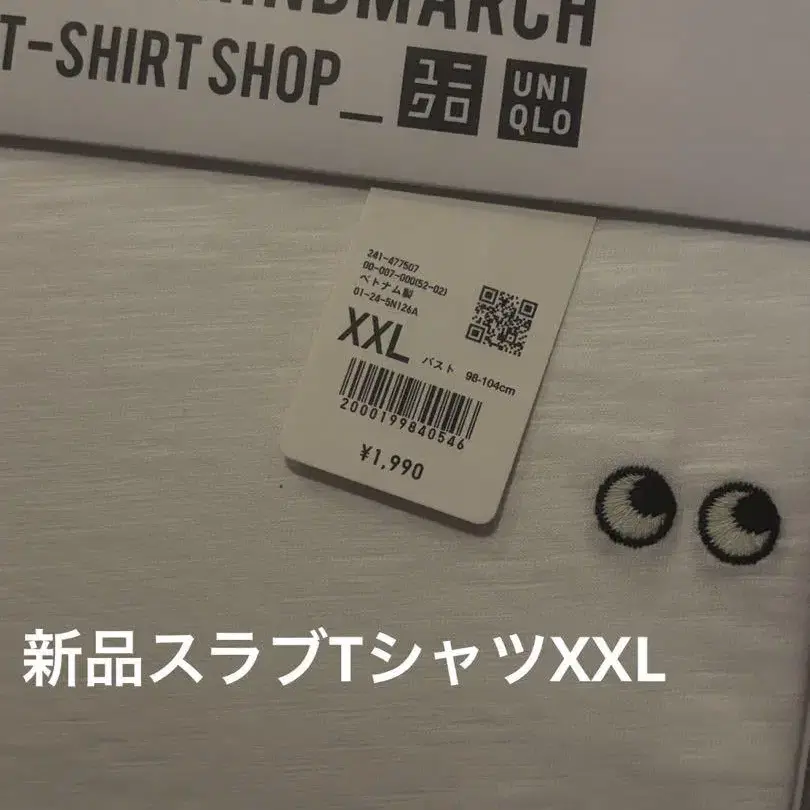 HINDMARCH
T-SHIRT SHOP_
ユニクロ
UNIQLO
241-477507
00-007-000(52-02)
ベトナム製
01-24-5N126A
XXL バスト 98-104cm
2000199840546
¥1,990
新品スラブTシャツXXL